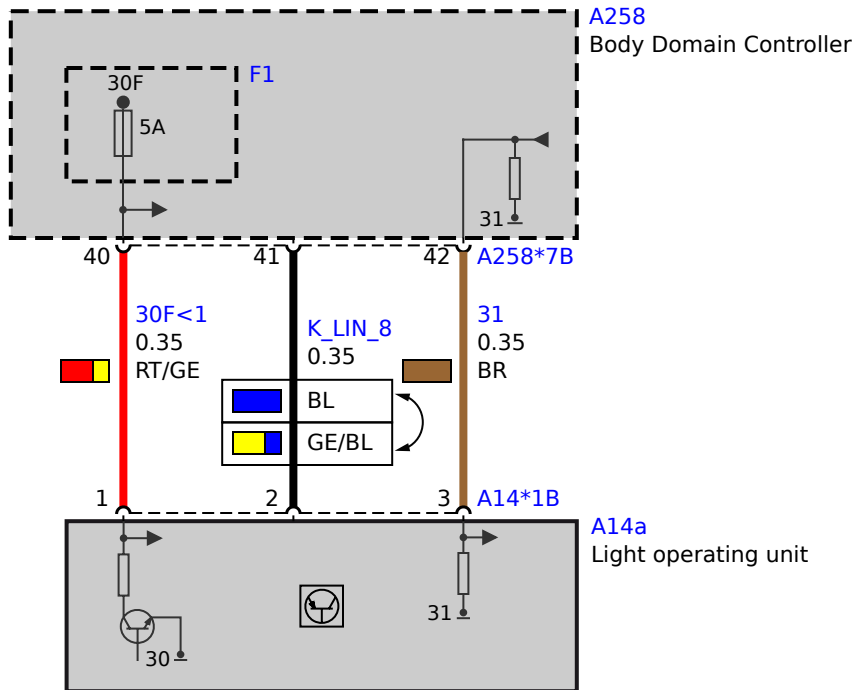 A258
Body Domain Controller
F1
30F
5A
31
40
41
42
A258*7B
30F<1
0.35
RT/GE
K_LIN_8
0.35
BL
GE/BL
31
0.35
BR
1
2
3
A14*1B
A14a
Light operating unit
30
31